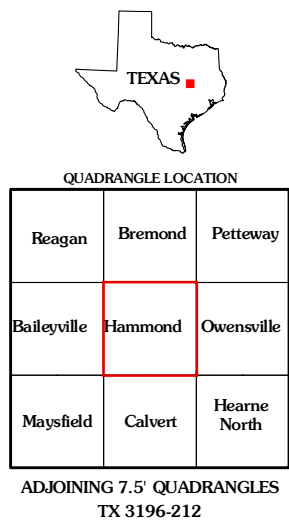 TEXAS
QUADRANGLE LOCATION
Reagan
Bremond
Petteway
Baileyville
Hammond
Owensville
Maysfield
Calvert
Hearne
North
ADJOINING 7.5' QUADRANGLES
TX 3196-212